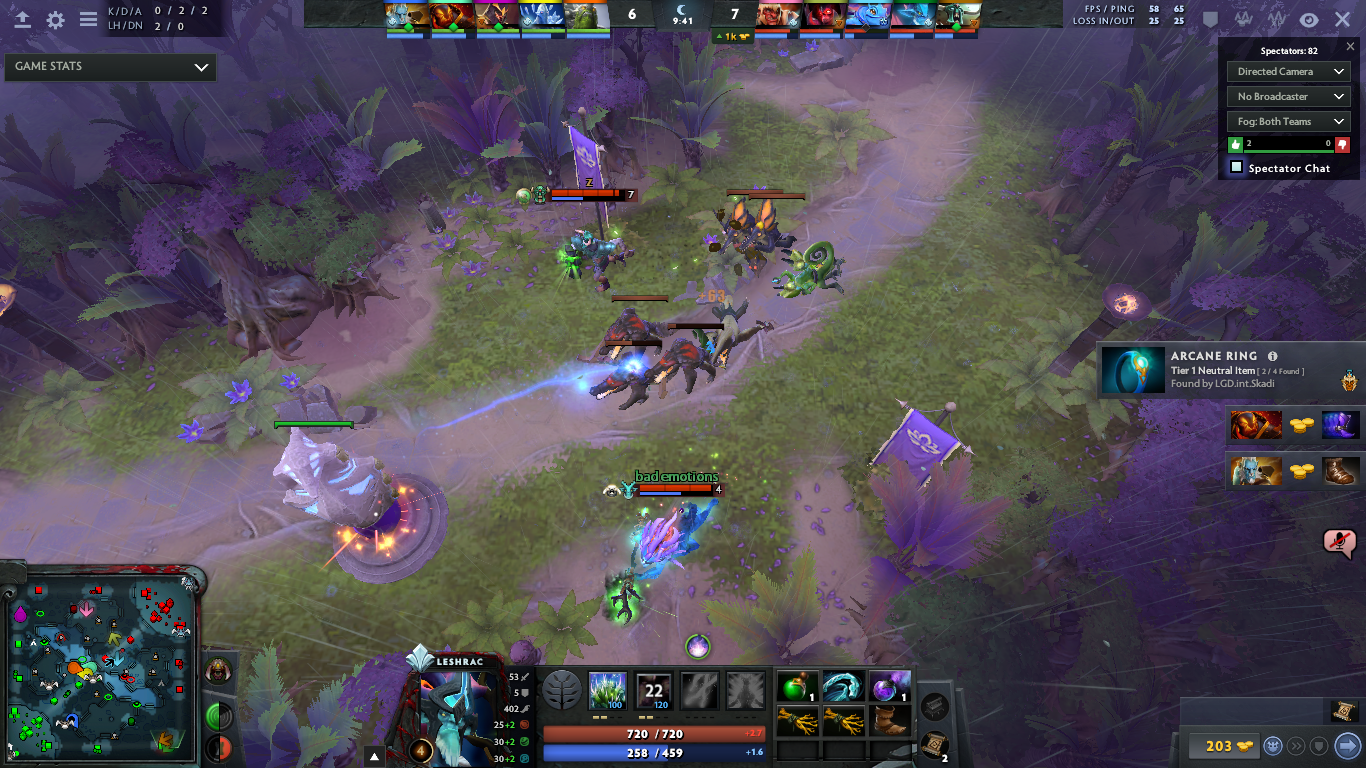 K/D/A 0 / 2 / 2
LH/DN 2 / 0
6
9:41
7
1k
FPS / PING 58 65
LOSS IN/OUT 25 25
GAME STATS
Spectators: 82
Directed Camera
No Broadcaster
Fog: Both Teams
2 0
Spectator Chat
Z
7
+63
ARCANE RING
Tier 1 Neutral Item [ 2 / 4 Found ]
Found by LGD.int.Skadi
bad emotions
4
LESHRAC
53
5
402
25+2
30+2
30+2
4
100
22
120
720 / 720
+2.7
258 / 459
+1.6
1
1
2
203